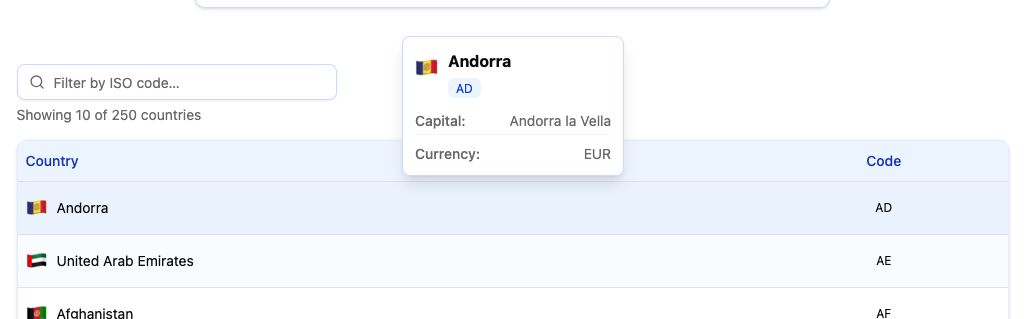 Andorra
AD
Capital: Andorra la Vella
Currency: EUR
Filter by ISO code...
Showing 10 of 250 countries
Country Code
Andorra AD
United Arab Emirates AE
Afghanistan AF